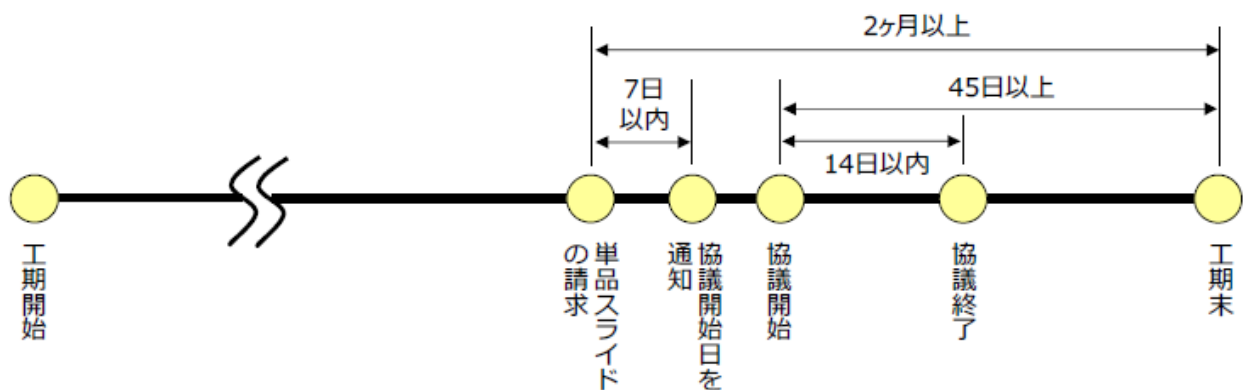 2ヶ月以上
7日
以内
45日以上
14日以内
工期開始
単品スライド
の請求
協議開始日を
通知
協議開始
協議終了
工期末